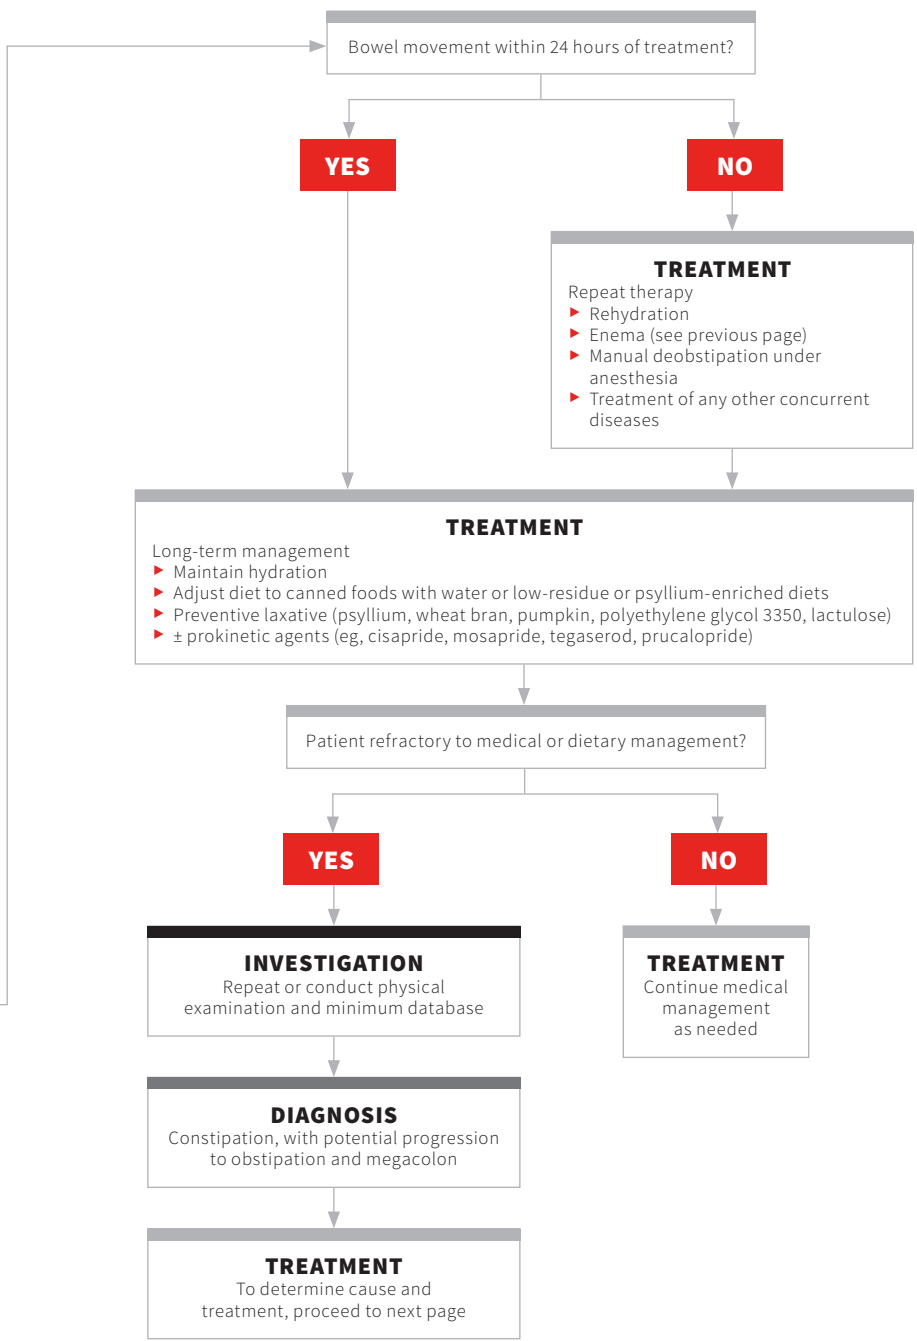 Bowel movement within 24 hours of treatment?
YES
NO
TREATMENT
Repeat therapy
► Rehydration
► Enema (see previous page)
► Manual deobstipation under
anesthesia
► Treatment of any other concurrent
diseases
TREATMENT
Long-term management
► Maintain hydration
► Adjust diet to canned foods with water or low-residue or psyllium-enriched diets
► Preventive laxative (psyllium, wheat bran, pumpkin, polyethylene glycol 3350, lactulose)
► ± prokinetic agents (eg, cisapride, mosapride, tegaserod, prucalopride)
Patient refractory to medical or dietary management?
YES
NO
INVESTIGATION
Repeat or conduct physical
examination and minimum database
TREATMENT
Continue medical
management
as needed
DIAGNOSIS
Constipation, with potential progression
to obstipation and megacolon
TREATMENT
To determine cause and
treatment, proceed to next page